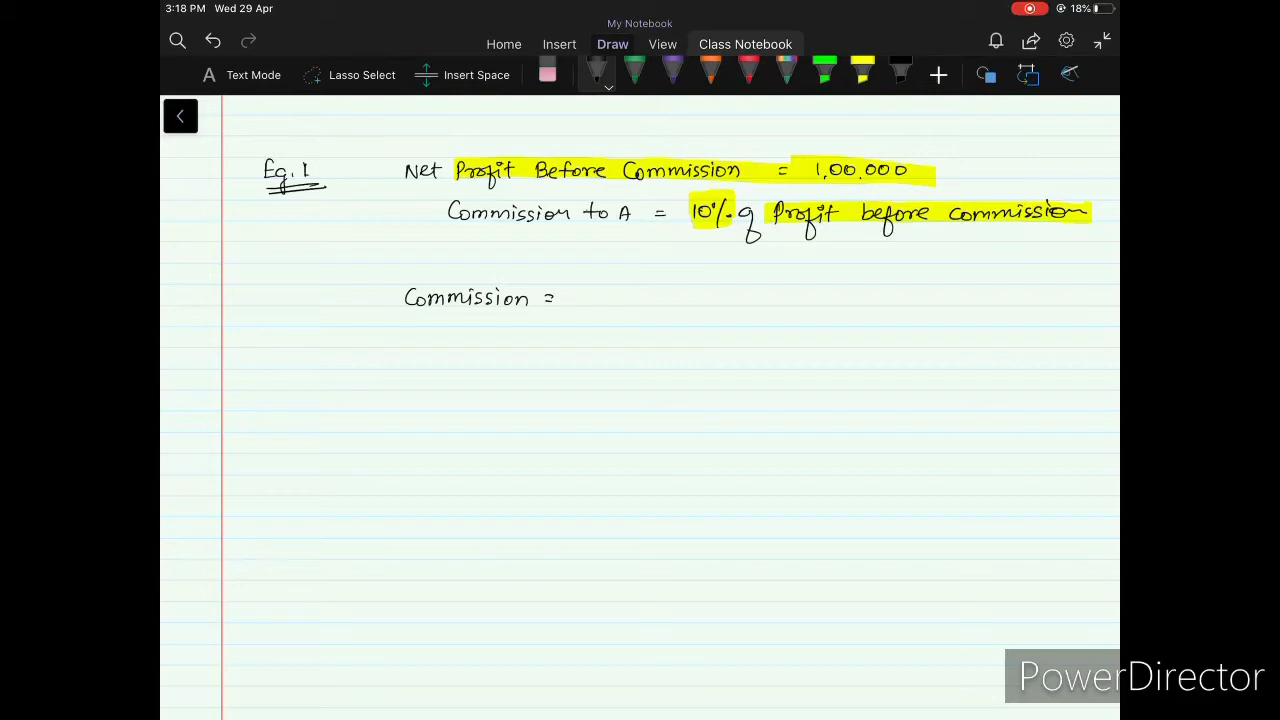 3:18 PM Wed 29 Apr
18%
My Notebook
Home Insert Draw View Class Notebook
A Text Mode Lasso Select Insert Space
Eg.1 Net Profit Before Commission = 1,00,000
Commission to A = 10% of Profit before commission
Commission =
PowerDirector